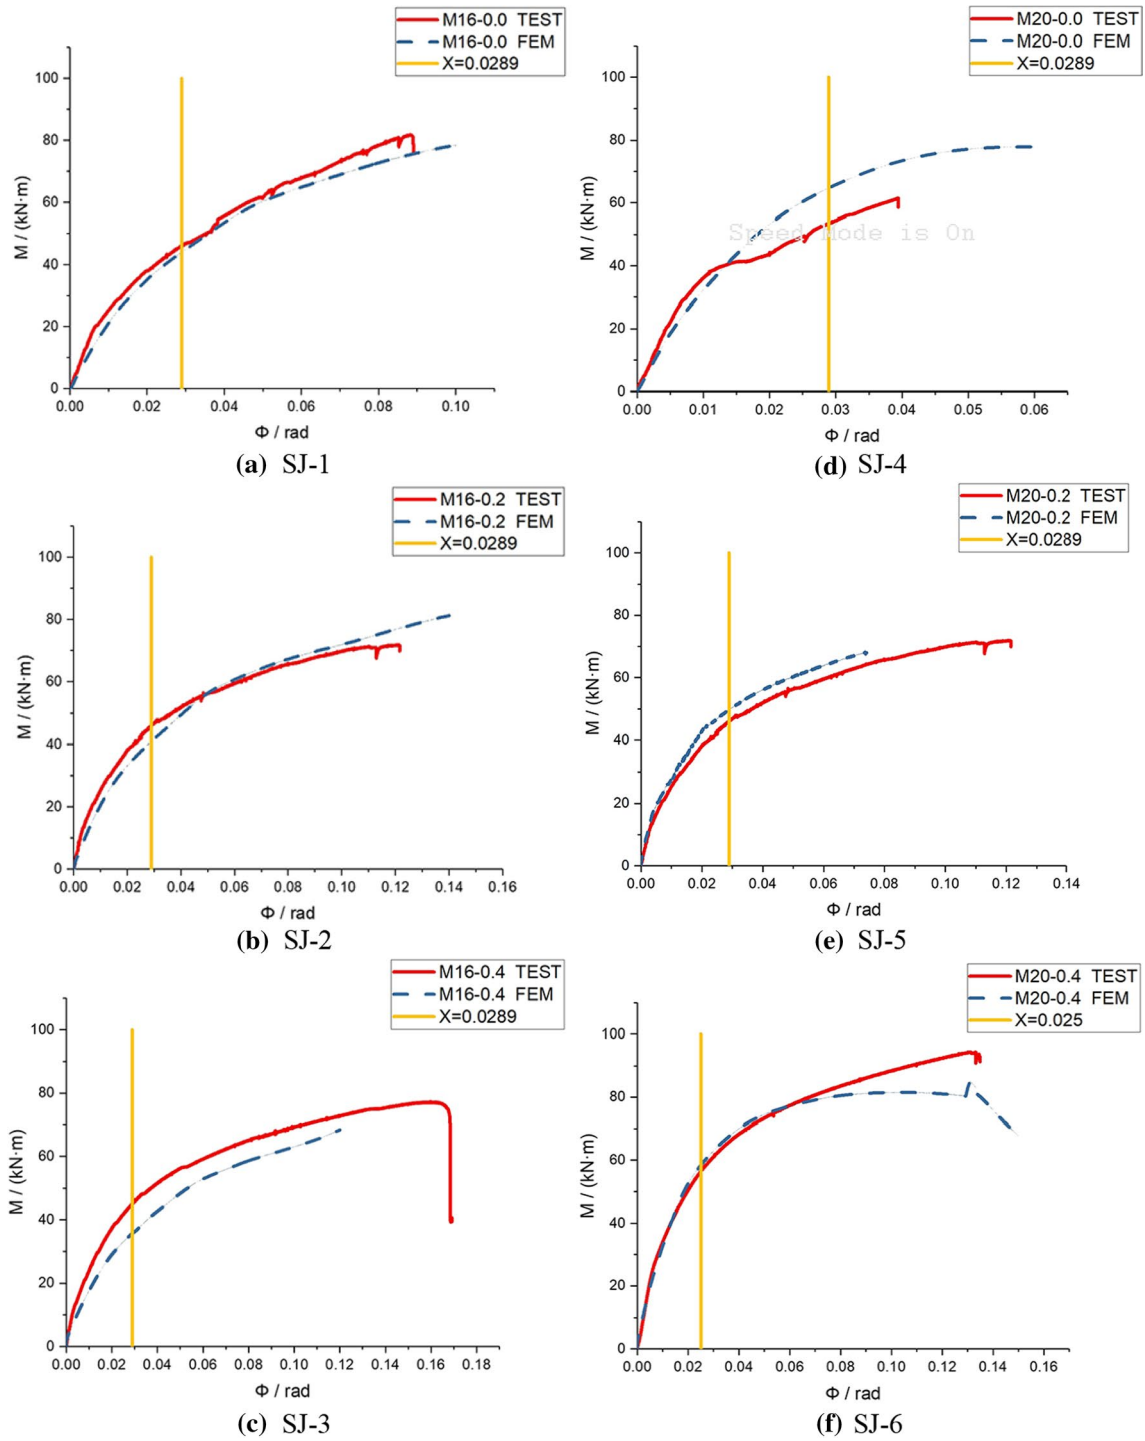 M16-0.0 TEST
M16-0.0 FEM
X=0.0289
M / (kN·m)
100
80
60
40
20
0
0.00 0.02 0.04 0.06 0.08 0.10
Φ / rad
(a) SJ-1
M20-0.0 TEST
M20-0.0 FEM
X=0.0289
M / (kN·m)
100
80
60
40
20
0
Speed Mode is On
0.00 0.01 0.02 0.03 0.04 0.05 0.06
Φ / rad
(d) SJ-4
M16-0.2 TEST
M16-0.2 FEM
X=0.0289
M / (kN·m)
100
80
60
40
20
0
0.00 0.02 0.04 0.06 0.08 0.10 0.12 0.14 0.16
Φ / rad
(b) SJ-2
M20-0.2 TEST
M20-0.2 FEM
X=0.0289
M / (kN·m)
100
80
60
40
20
0
0.00 0.02 0.04 0.06 0.08 0.10 0.12 0.14
Φ / rad
(e) SJ-5
M16-0.4 TEST
M16-0.4 FEM
X=0.0289
M / (kN·m)
100
80
60
40
20
0
0.00 0.02 0.04 0.06 0.08 0.10 0.12 0.14 0.16 0.18
Φ / rad
(c) SJ-3
M20-0.4 TEST
M20-0.4 FEM
X=0.025
M / (kN·m)
100
80
60
40
20
0
0.00 0.02 0.04 0.06 0.08 0.10 0.12 0.14 0.16
Φ / rad
(f) SJ-6